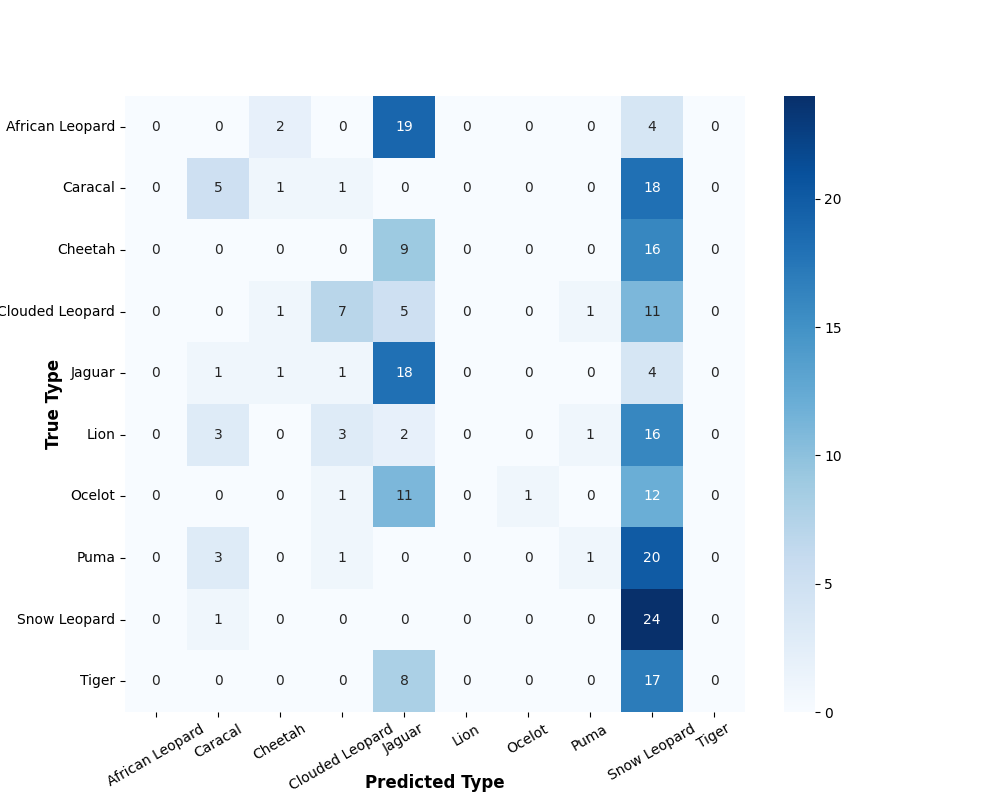 African Leopard 0 0 2 0 19 0 0 0 4 0
Caracal 0 5 1 1 0 0 0 0 18 0
Cheetah 0 0 0 0 9 0 0 0 16 0
Clouded Leopard 0 0 1 7 5 0 0 1 11 0
Jaguar 0 1 1 1 18 0 0 0 4 0
Lion 0 3 0 3 2 0 0 1 16 0
Ocelot 0 0 0 1 11 0 1 0 12 0
Puma 0 3 0 1 0 0 0 1 20 0
Snow Leopard 0 1 0 0 0 0 0 0 24 0
Tiger 0 0 0 0 8 0 0 0 17 0
True Type
African Leopard Caracal Cheetah Clouded Leopard Jaguar Lion Ocelot Puma Snow Leopard Tiger
Predicted Type
20
15
10
5
0